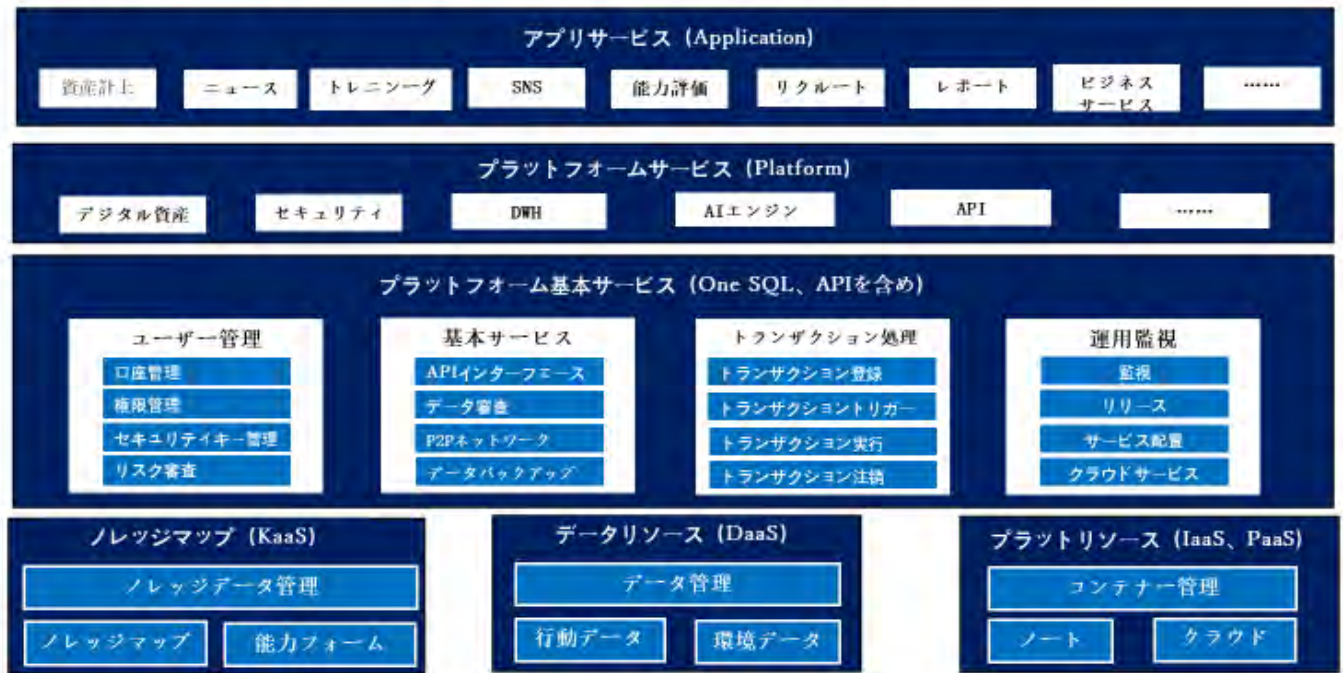 アプリサービス (Application)
資産計上
ニュース
トレニンーグ
SNS
能力評価
リクルート
レポート
ビジネス
サービス
……
プラットフォームサービス (Platform)
デジタル資産
セキュリティ
DWH
AIエンジン
API
……
プラットフォーム基本サービス (One SQL、APIを含め)
ユーザー管理
口座管理
権限管理
セキユリテイキー管理
リスク審査
基本サービス
APIインターフェース
データ審査
P2Pネットワーク
データバックアップ
トランザクション処理
トランザクション登録
トランザクショントリガー
トランザクション実行
トランザクション注銷
運用監視
監視
リリース
サービス配置
クラウドサービス
ノレッジマップ (KaaS)
ノレッジデータ管理
ノレッジマップ
能力フォーム
データリソース (DaaS)
データ管理
行動データ
環境データ
プラットリソース (IaaS、PaaS)
コンテナー管理
ノート
クラウド